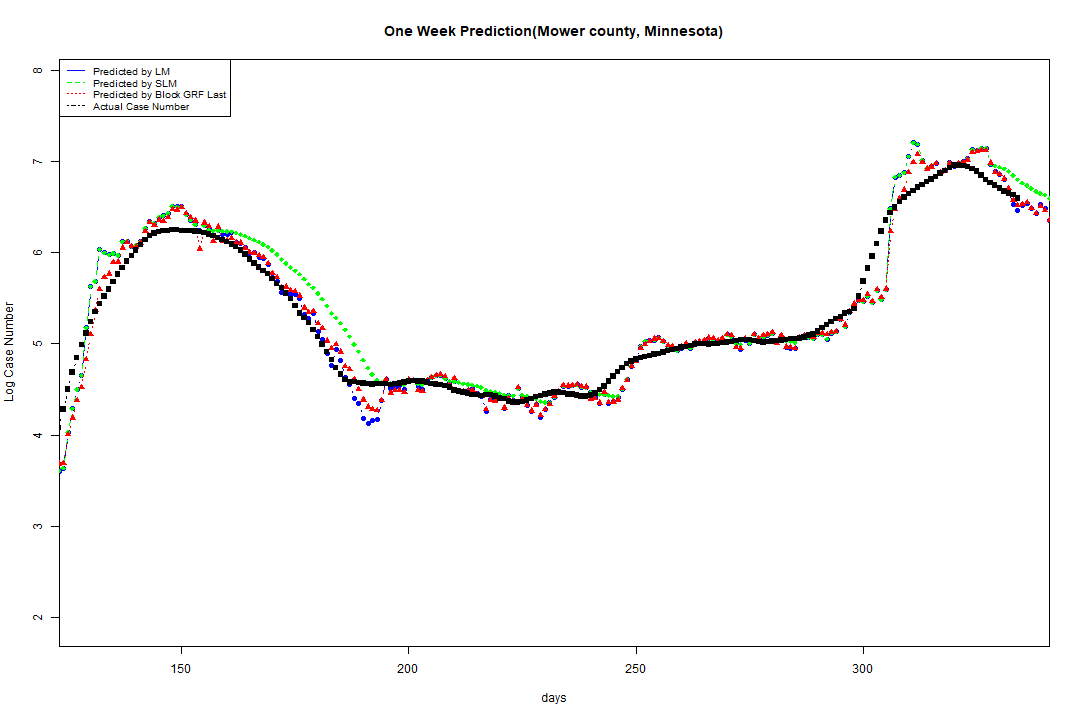 One Week Prediction(Mower county, Minnesota)
Predicted by LM
Predicted by SLM
Predicted by Block GRF Last
Actual Case Number
8
7
6
5
4
3
2
Log Case Number
150 200 250 300
days